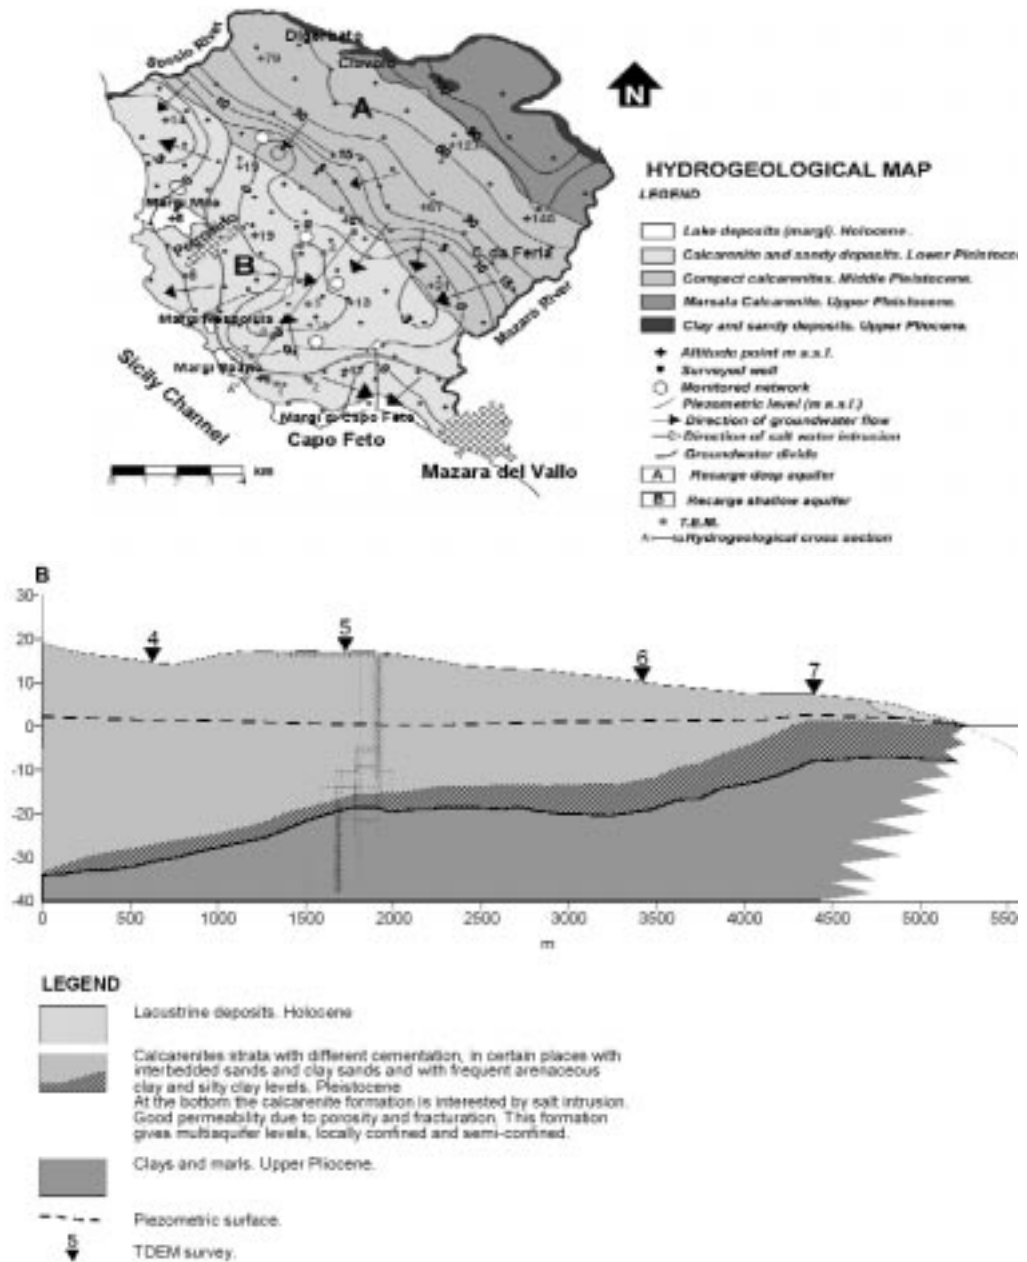 Digerbato
Ciavolo
Sossio River
+79
A
N
+127
+146
C.da Feria
Mazaro River
Margi Milo
+19
B
+13
Margi Nespolilla
Sicily Channel
Margi di Capo Feto
Capo Feto
km
Mazara del Vallo
HYDROGEOLOGICAL MAP
LEGEND
Lake deposits (margi). Holocene.
Calcarenite and sandy deposits. Lower Pleistoce
Compact calcarenites. Middle Pleistocene.
Marsala Calcarenite. Upper Pleistocene.
Clay and sandy deposits. Upper Pliocene.
Altitude point m a.s.l.
Surveyed well
Monitored network
Piezometric level (m a.s.l.)
Direction of groundwater flow
Direction of salt water intrusion
Groundwater divide
A Recarge deep aquifer
B Recarge shallow aquifer
T.E.M.
Hydrogeological cross section
B
30
20
10
0
-10
-20
-30
-40
4
5
6
7
0 500 1000 1500 2000 2500 3000 3500 4000 4500 5000 550
m
LEGEND
Lacustrine deposits. Holocene
Calcarenites strata with different cementation, in certain places with
interbedded sands and clay sands and with frequent arenaceous
clay and silty clay levels. Pleistocene
At the bottom the calcarenite formation is interested by salt intrusion.
Good permeability due to porosity and fracturation. This formation
gives multiaquifer levels, locally confined and semi-confined.
Clays and marls. Upper Pliocene.
Piezometric surface.
5
TDEM survey.